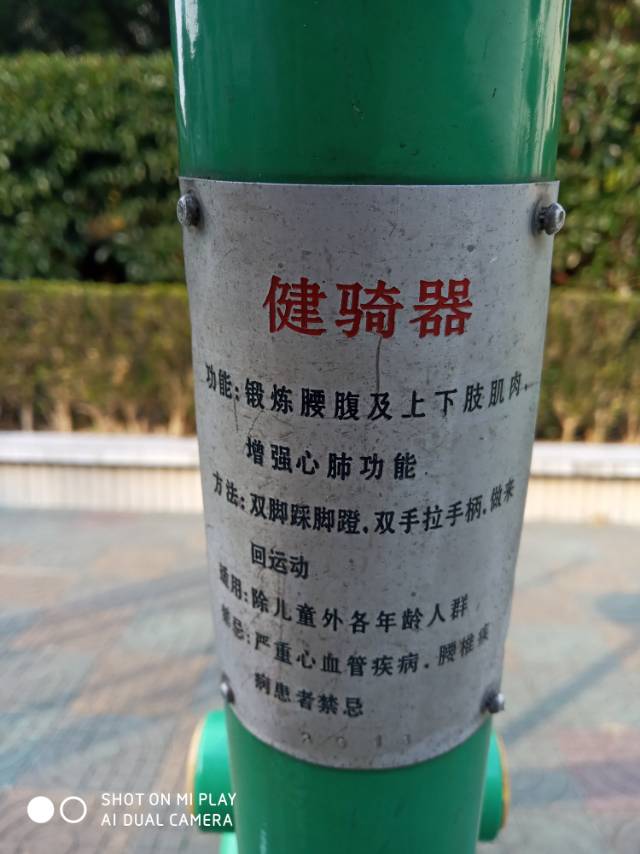 健骑器
功能:锻炼腰腹及上下肢肌肉.
增强心肺功能
方法:双脚踩脚蹬.双手拉手柄.做来
回运动
适用:除儿童外各年龄人群
禁忌:严重心血管疾病.腰椎疾
病患者禁忌
SHOT ON MI PLAY
AI DUAL CAMERA